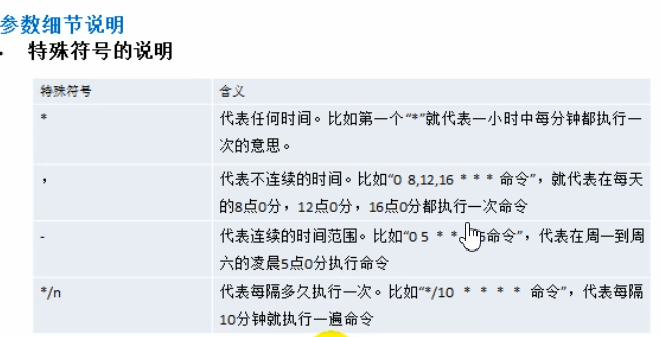 参数细节说明
· 特殊符号的说明
特殊符号 含义
* 代表任何时间。比如第一个“*”就代表一小时中每分钟都执行一
次的意思。
， 代表不连续的时间。比如“0 8,12,16 * * * 命令”，就代表在每天
的8点0分，12点0分，16点0分都执行一次命令
- 代表连续的时间范围。比如“0 5 * * 6命令”，代表在周一到周
六的凌晨5点0分执行命令
*/n 代表每隔多久执行一次。比如“*/10 * * * * 命令”，代表每隔
10分钟就执行一遍命令